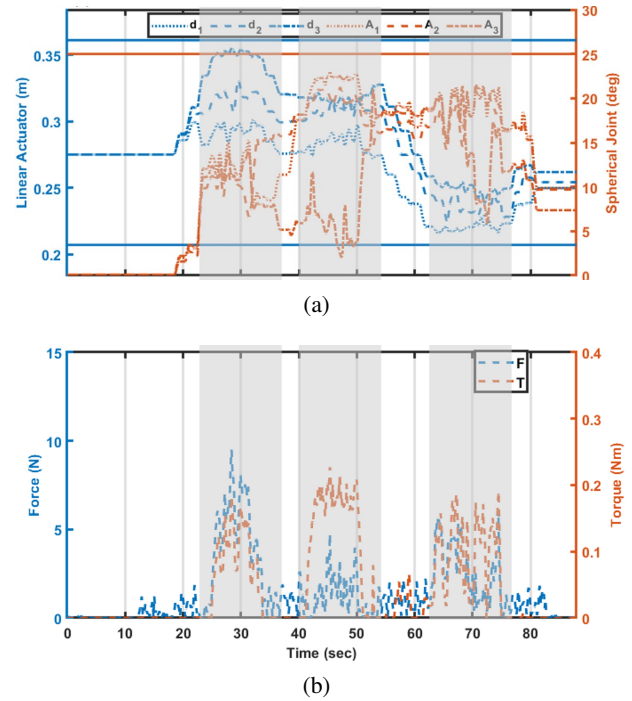 d₁ d₂ d₃ A₁ A₂ A₃
0.35
0.3
0.25
0.2
Linear Actuator (m)
30
25
20
15
10
5
0
Spherical Joint (deg)
(a)
F
T
15
10
5
0
Force (N)
0.4
0.3
0.2
0.1
0
Torque (Nm)
0 10 20 30 40 50 60 70 80
Time (sec)
(b)